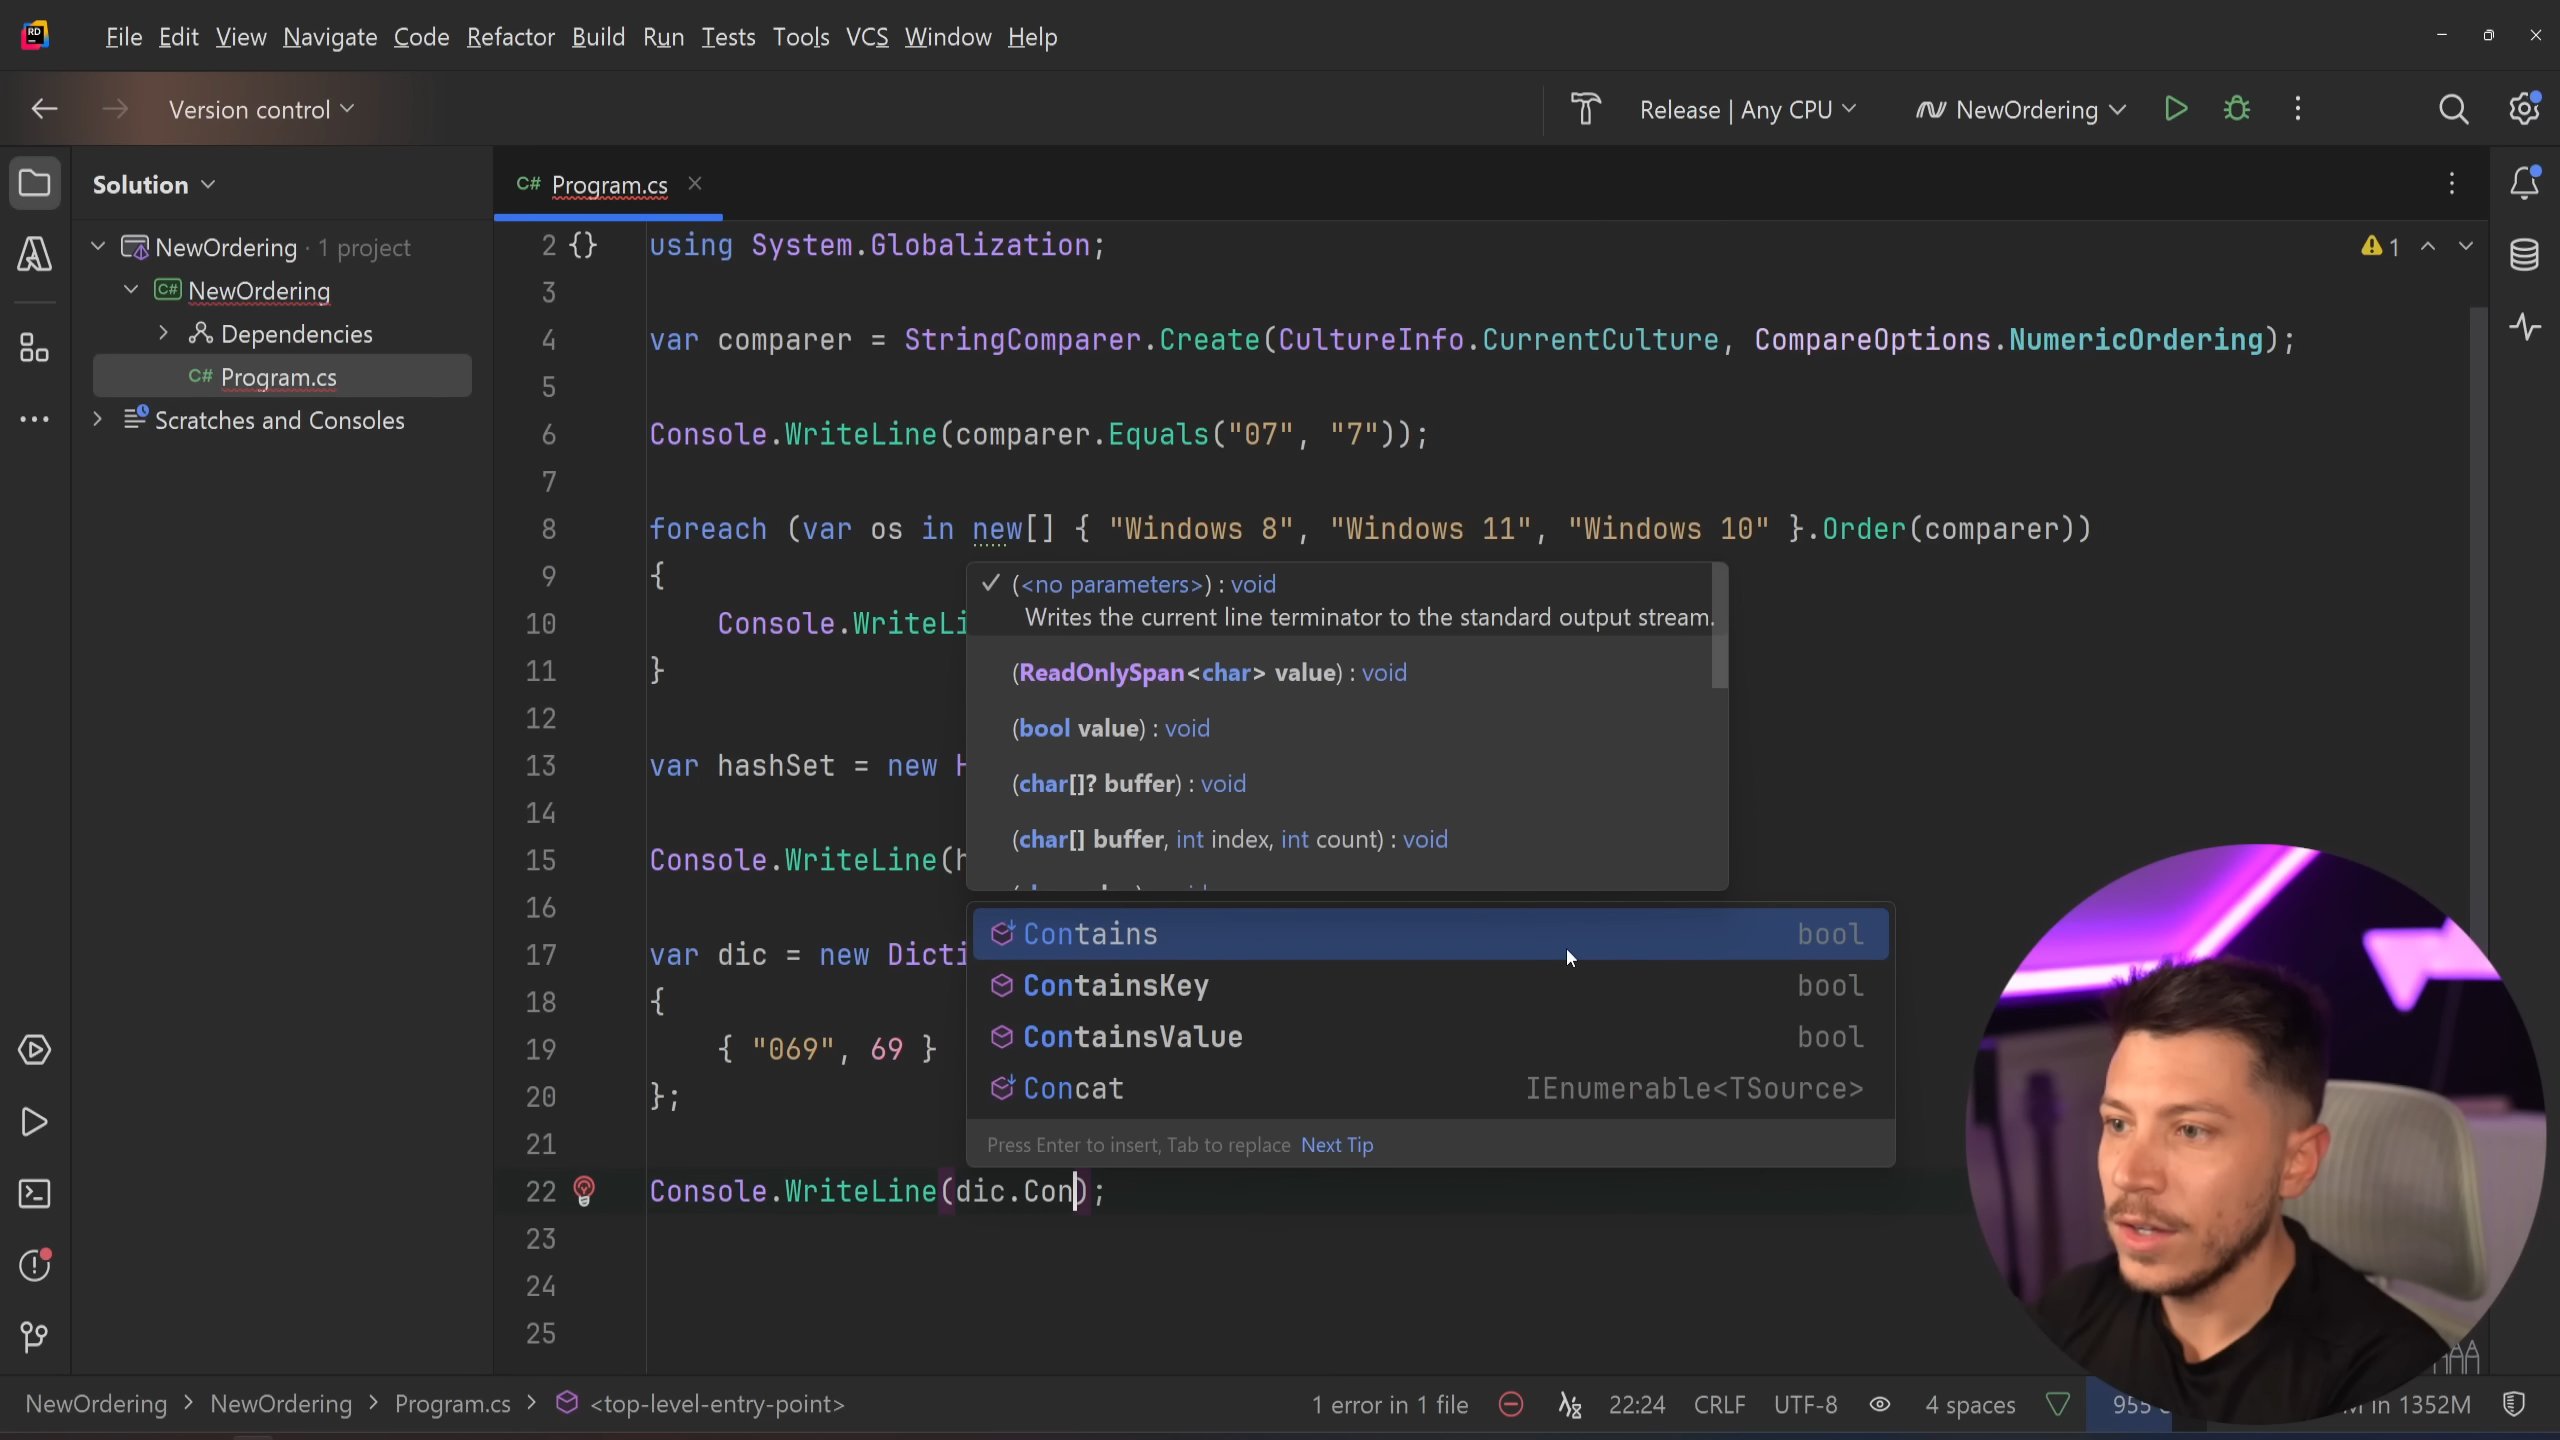 RD
File Edit View Navigate Code Refactor Build Run Tests Tools VCS Window Help
Version control
Release | Any CPU
NewOrdering
Solution
C# Program.cs
NewOrdering · 1 project
C# NewOrdering
Dependencies
C# Program.cs
Scratches and Consoles
1
2 {} using System.Globalization;
3
4 var comparer = StringComparer.Create(CultureInfo.CurrentCulture, CompareOptions.NumericOrdering);
5
6 Console.WriteLine(comparer.Equals("07", "7"));
7
8 foreach (var os in new[] { "Windows 8", "Windows 11", "Windows 10" }.Order(comparer))
9 {
10 Console.WriteLi
11 }
12
13 var hashSet = new H
14
15 Console.WriteLine(h
16
17 var dic = new Dicti
18 {
19 { "069", 69 }
20 };
21
22 Console.WriteLine(dic.Con);
23
24
25
(<no parameters>) : void
Writes the current line terminator to the standard output stream.
(ReadOnlySpan<char> value) : void
(bool value) : void
(char[]? buffer) : void
(char[] buffer, int index, int count) : void
Contains bool
ContainsKey bool
ContainsValue bool
Concat IEnumerable<TSource>
Press Enter to insert, Tab to replace Next Tip
NewOrdering > NewOrdering > Program.cs > <top-level-entry-point>
1 error in 1 file
22:24 CRLF UTF-8 4 spaces
955
in 1352M